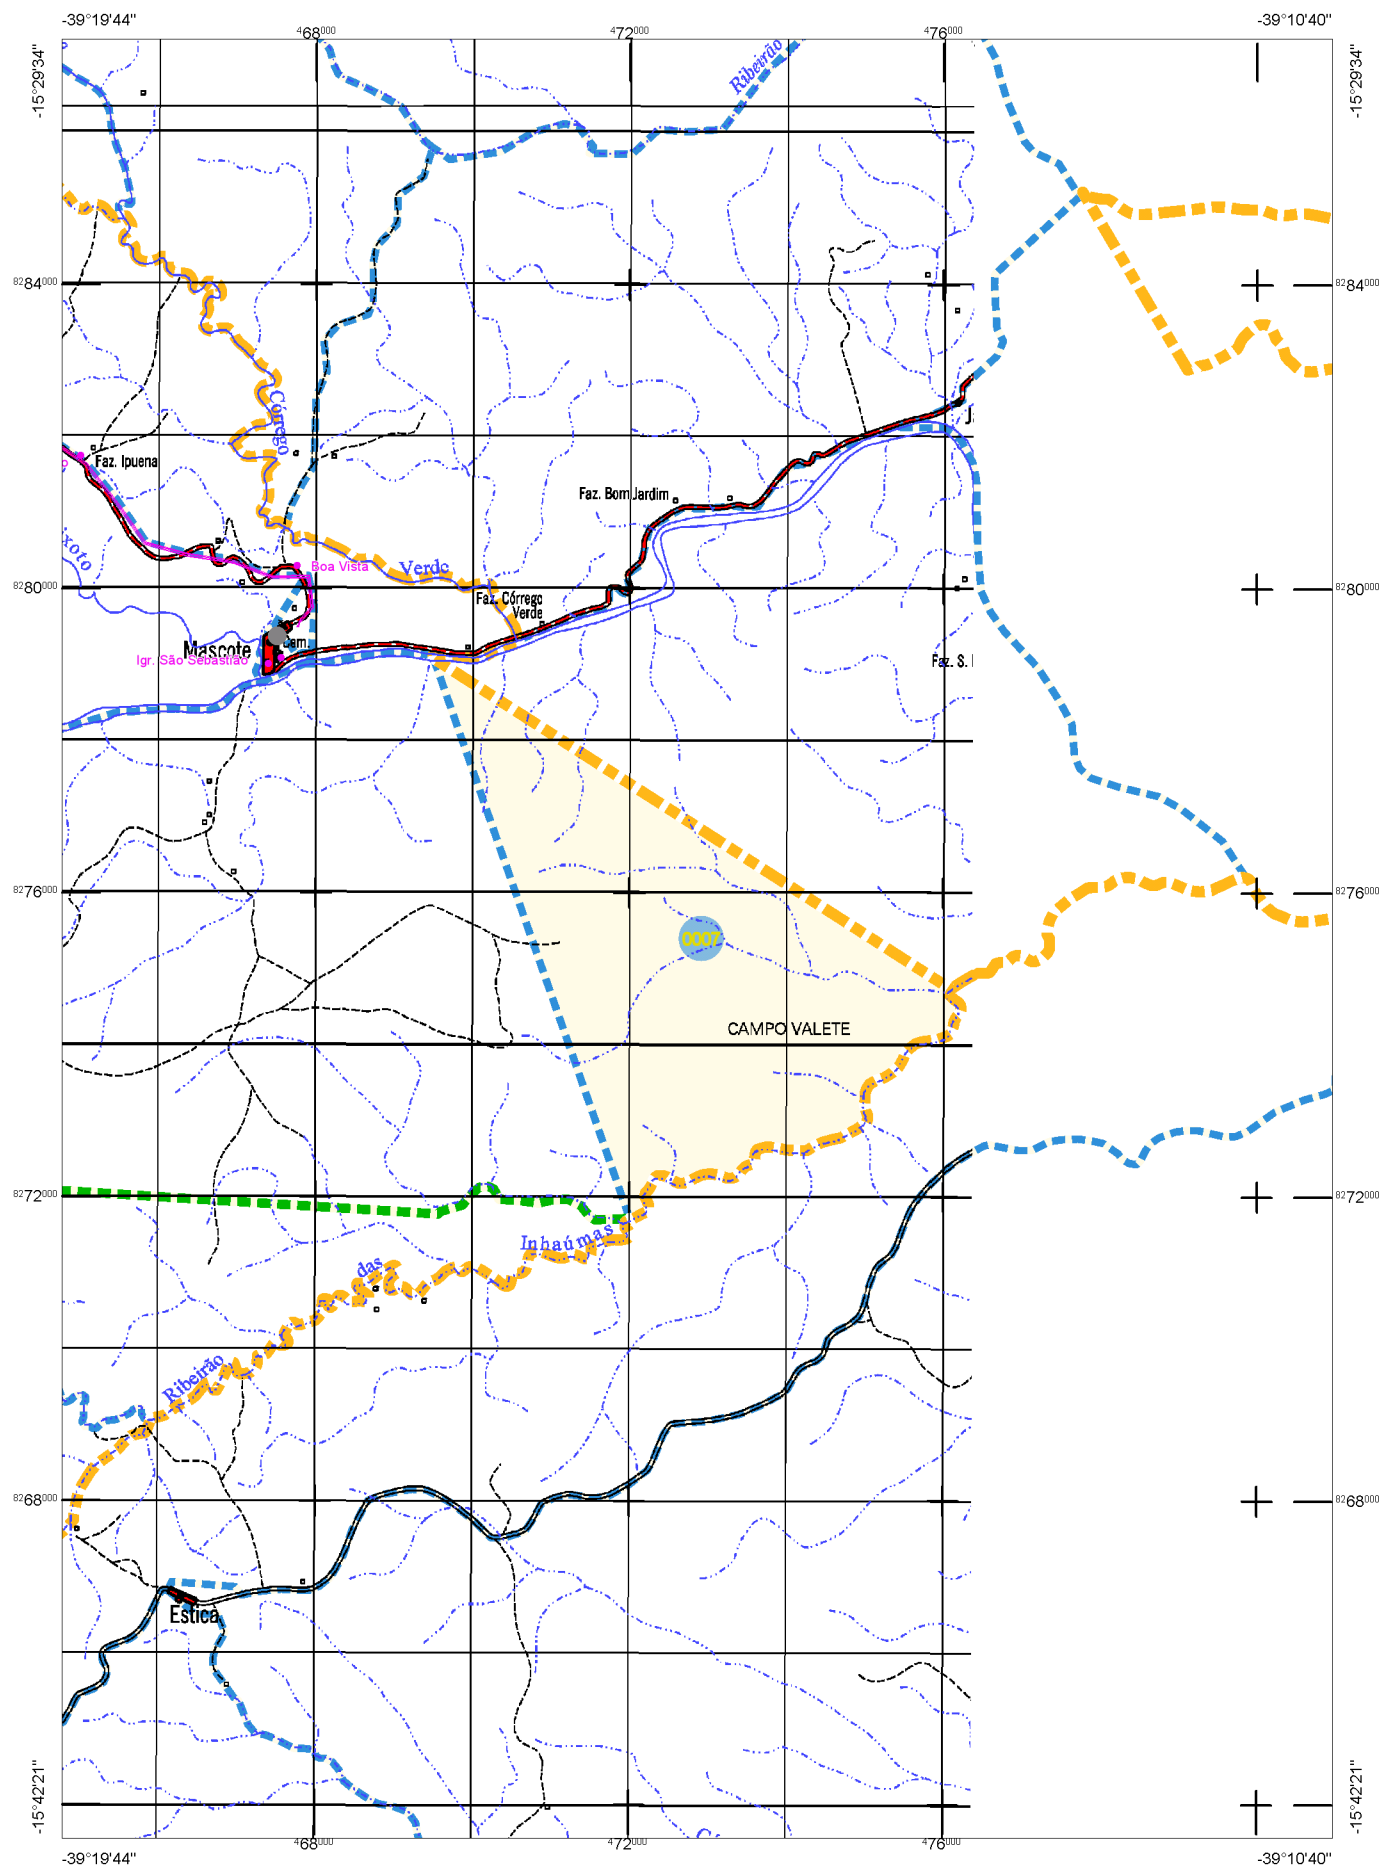 -39°19'44"
-39°10'40"
468000
472000
476000
-15°29'34"
-15°29'34"
Ribeirão
8284000
8284000
Córrego
Faz. Ipuena
Faz. Bom Jardim
xoto
Boa Vista
Verde
8280000
8280000
Faz. Córrego
Verde
Mascote
Cem.
Igr. São Sebastião
Faz. S.
8276000
8276000
0007
CAMPO VALETE
8272000
8272000
Inhaúmas
das
Ribeirão
8268000
8268000
Estica
-15°42'21"
-15°42'21"
468000
472000
476000
-39°19'44"
-39°10'40"